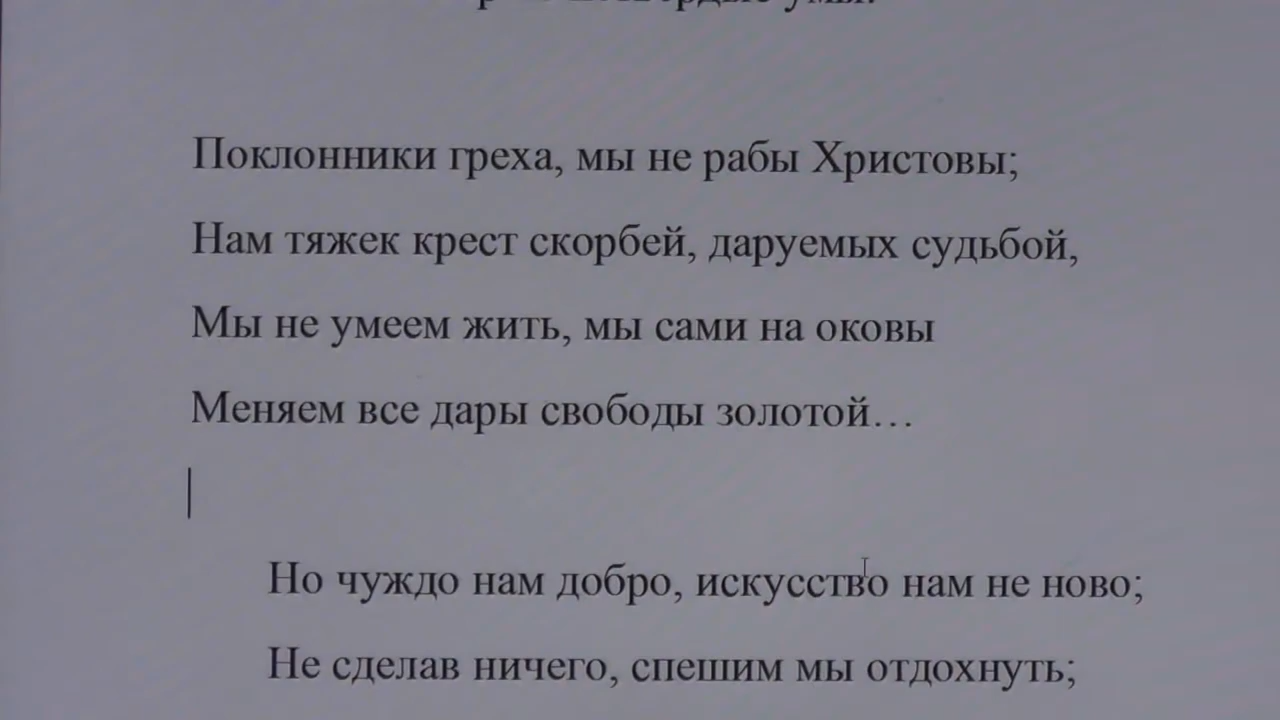 умы.
Поклонники греха, мы не рабы Христовы;
Нам тяжек крест скорбей, даруемых судьбой,
Мы не умеем жить, мы сами на оковы
Меняем все дары свободы золотой…
Но чуждо нам добро, искусство нам не ново;
Не сделав ничего, спешим мы отдохнуть;